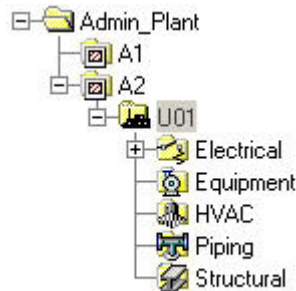 Admin_Plant
A1
A2
U01
Electrical
Equipment
HVAC
Piping
Structural